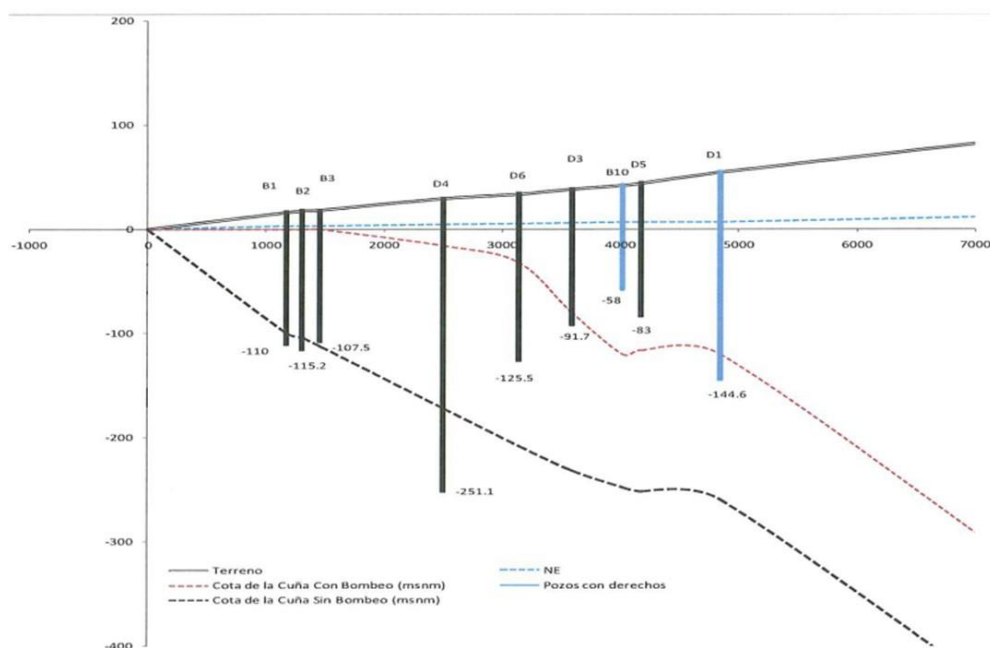 200
100
D1
D3
B10
D5
D6
B3
D4
B1
B2
0
-1000
0
1000
2000
3000
4000
5000
6000
7000
-58
-83
-100
-91.7
-107.5
-110
-115.2
-125.5
-144.6
-200
-251.1
-300
Terreno
NE
Cota de la Cuña Con Bombeo (msnm)
Pozos con derechos
Cota de la Cuña Sin Bombeo (msnm)
-400